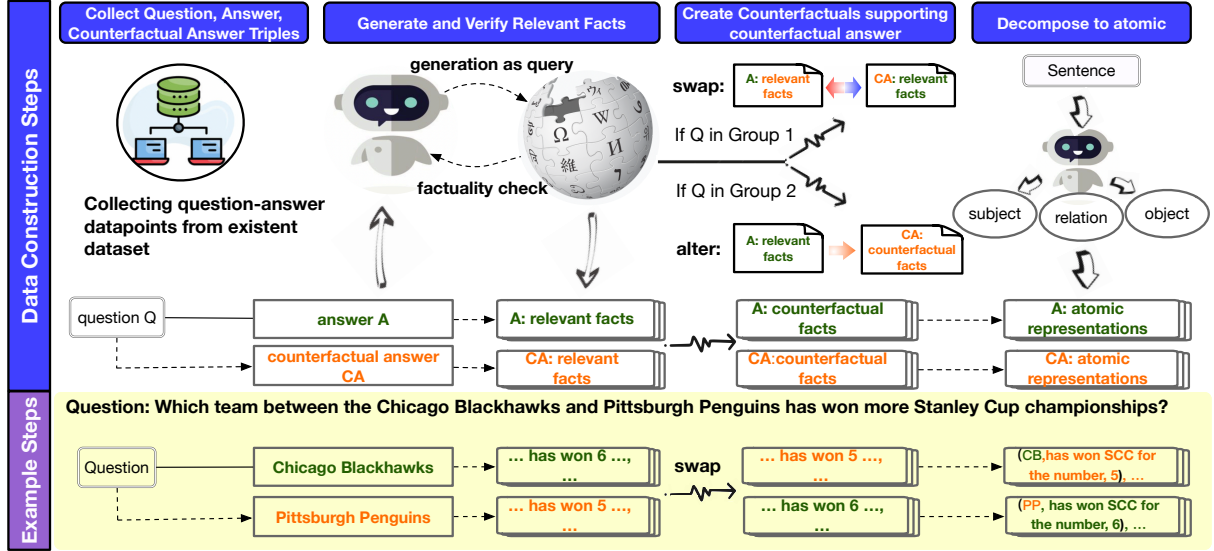 Collect Question, Answer,
Counterfactual Answer Triples
Generate and Verify Relevant Facts
Create Counterfactuals supporting
counterfactual answer
Decompose to atomic
Data Construction Steps
Collecting question-answer
datapoints from existent
dataset
generation as query
factuality check
Ω
W
維
И
If Q in Group 1
If Q in Group 2
swap:
A: relevant
facts
CA: relevant
facts
alter:
A: relevant
facts
CA:
counterfactual
facts
Sentence
subject
relation
object
question Q
answer A
A: relevant facts
A: counterfactual
facts
A: atomic
representations
counterfactual answer
CA
CA: relevant
facts
CA:counterfactual
facts
CA: atomic
representations
Example Steps
Question: Which team between the Chicago Blackhawks and Pittsburgh Penguins has won more Stanley Cup championships?
Question
Chicago Blackhawks
... has won 6 ...,
...
swap
... has won 5 ...,
...
(CB,has won SCC for
the number, 5), ...
Pittsburgh Penguins
... has won 5 ...,
...
... has won 6 ...,
...
(PP, has won SCC for
the number, 6), ...